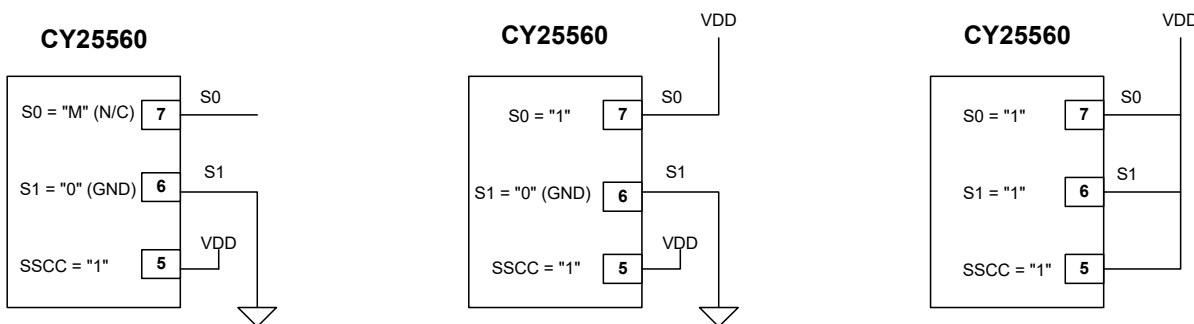 CY25560
S0 = "M" (N/C) 7 S0
S1 = "0" (GND) 6 S1
SSCC = "1" 5 VDD
CY25560
VDD
S0 = "1" 7 S0
S1 = "0" (GND) 6 S1
SSCC = "1" 5 VDD
CY25560
VDD
S0 = "1" 7 S0
S1 = "1" 6 S1
SSCC = "1" 5